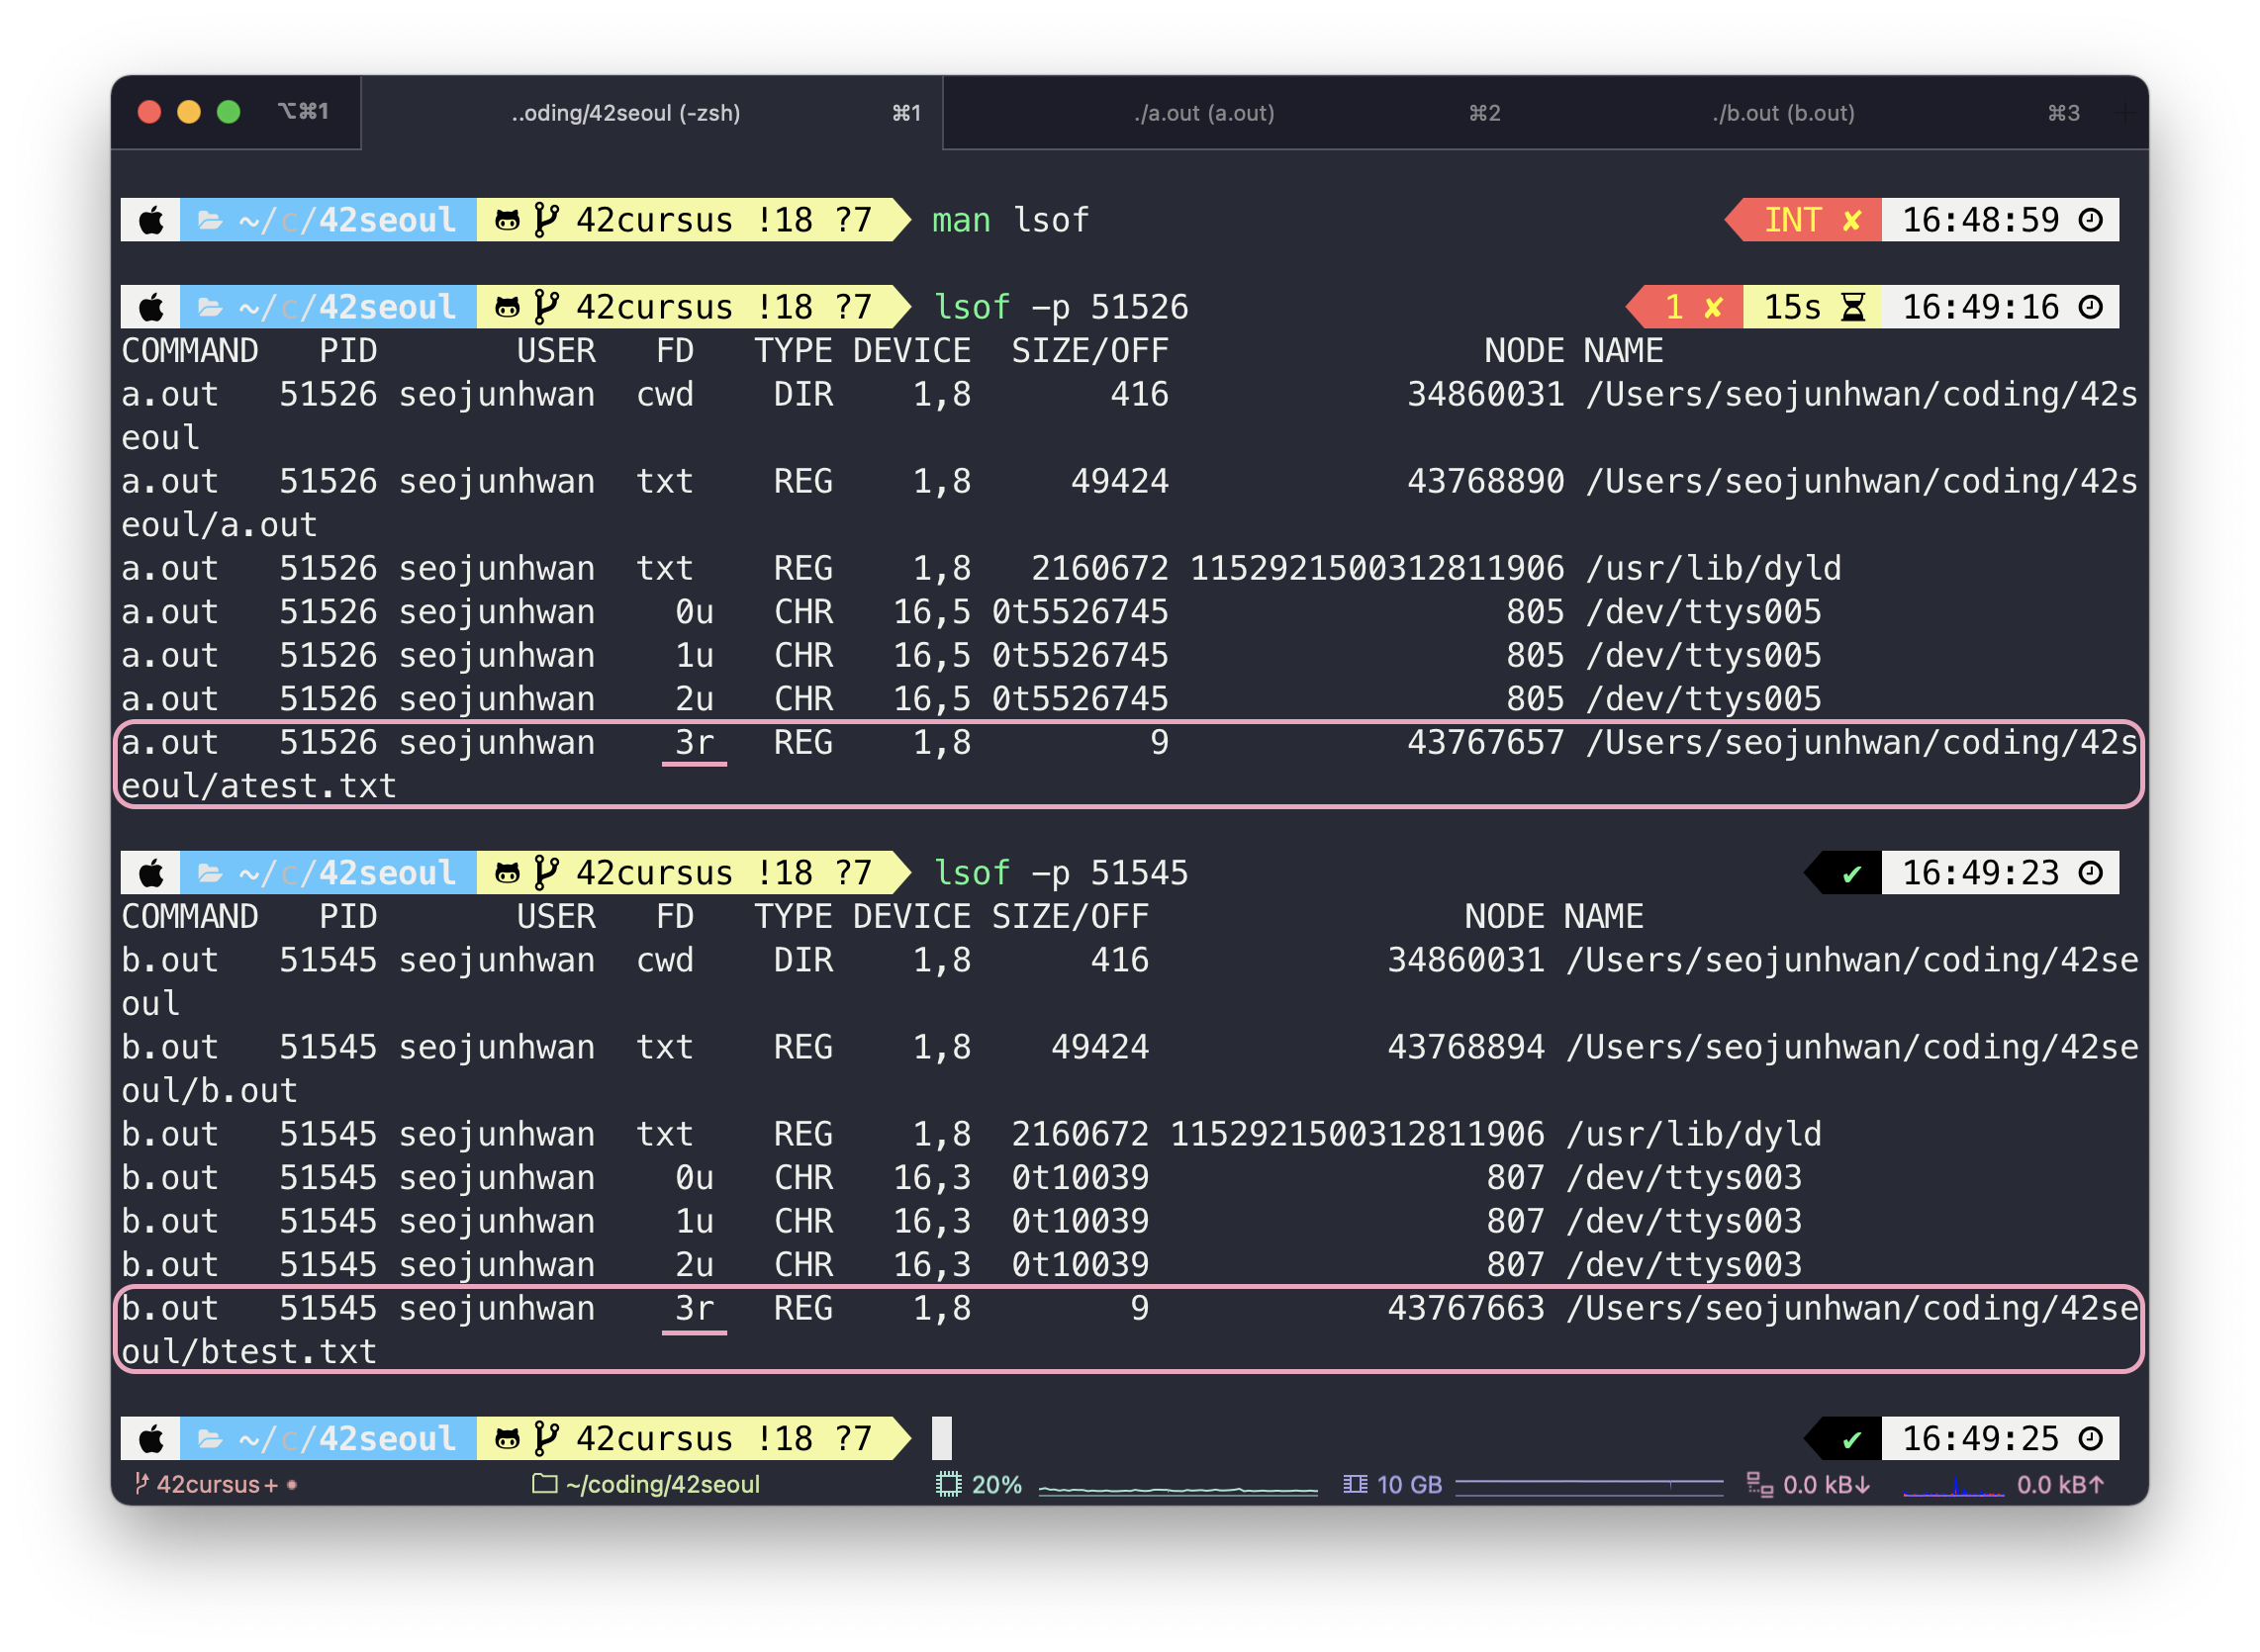 ⌥⌘1 ..oding/42seoul (-zsh) ⌘1 ./a.out (a.out) ⌘2 ./b.out (b.out) ⌘3 +
~/c/42seoul 42cursus !18 ?7 man lsof INT ✘ 16:48:59
~/c/42seoul 42cursus !18 ?7 lsof -p 51526 1 ✘ 15s 16:49:16
COMMAND   PID       USER   FD   TYPE DEVICE  SIZE/OFF                NODE NAME
a.out   51526 seojunhwan  cwd    DIR    1,8       416            34860031 /Users/seojunhwan/coding/42s
eoul
a.out   51526 seojunhwan  txt    REG    1,8     49424            43768890 /Users/seojunhwan/coding/42s
eoul/a.out
a.out   51526 seojunhwan  txt    REG    1,8   2160672 1152921500312811906 /usr/lib/dyld
a.out   51526 seojunhwan    0u   CHR   16,5 0t5526745                 805 /dev/ttys005
a.out   51526 seojunhwan    1u   CHR   16,5 0t5526745                 805 /dev/ttys005
a.out   51526 seojunhwan    2u   CHR   16,5 0t5526745                 805 /dev/ttys005
a.out   51526 seojunhwan    3r   REG    1,8         9            43767657 /Users/seojunhwan/coding/42s
eoul/atest.txt
~/c/42seoul 42cursus !18 ?7 lsof -p 51545 ✔ 16:49:23
COMMAND   PID       USER   FD   TYPE DEVICE SIZE/OFF                NODE NAME
b.out   51545 seojunhwan  cwd    DIR    1,8      416            34860031 /Users/seojunhwan/coding/42se
oul
b.out   51545 seojunhwan  txt    REG    1,8    49424            43768894 /Users/seojunhwan/coding/42se
oul/b.out
b.out   51545 seojunhwan  txt    REG    1,8  2160672 1152921500312811906 /usr/lib/dyld
b.out   51545 seojunhwan    0u   CHR   16,3  0t10039                 807 /dev/ttys003
b.out   51545 seojunhwan    1u   CHR   16,3  0t10039                 807 /dev/ttys003
b.out   51545 seojunhwan    2u   CHR   16,3  0t10039                 807 /dev/ttys003
b.out   51545 seojunhwan    3r   REG    1,8        9            43767663 /Users/seojunhwan/coding/42se
oul/btest.txt
~/c/42seoul 42cursus !18 ?7 ✔ 16:49:25
42cursus+ ~/coding/42seoul 20% 10 GB 0.0 kB↓ 0.0 kB↑